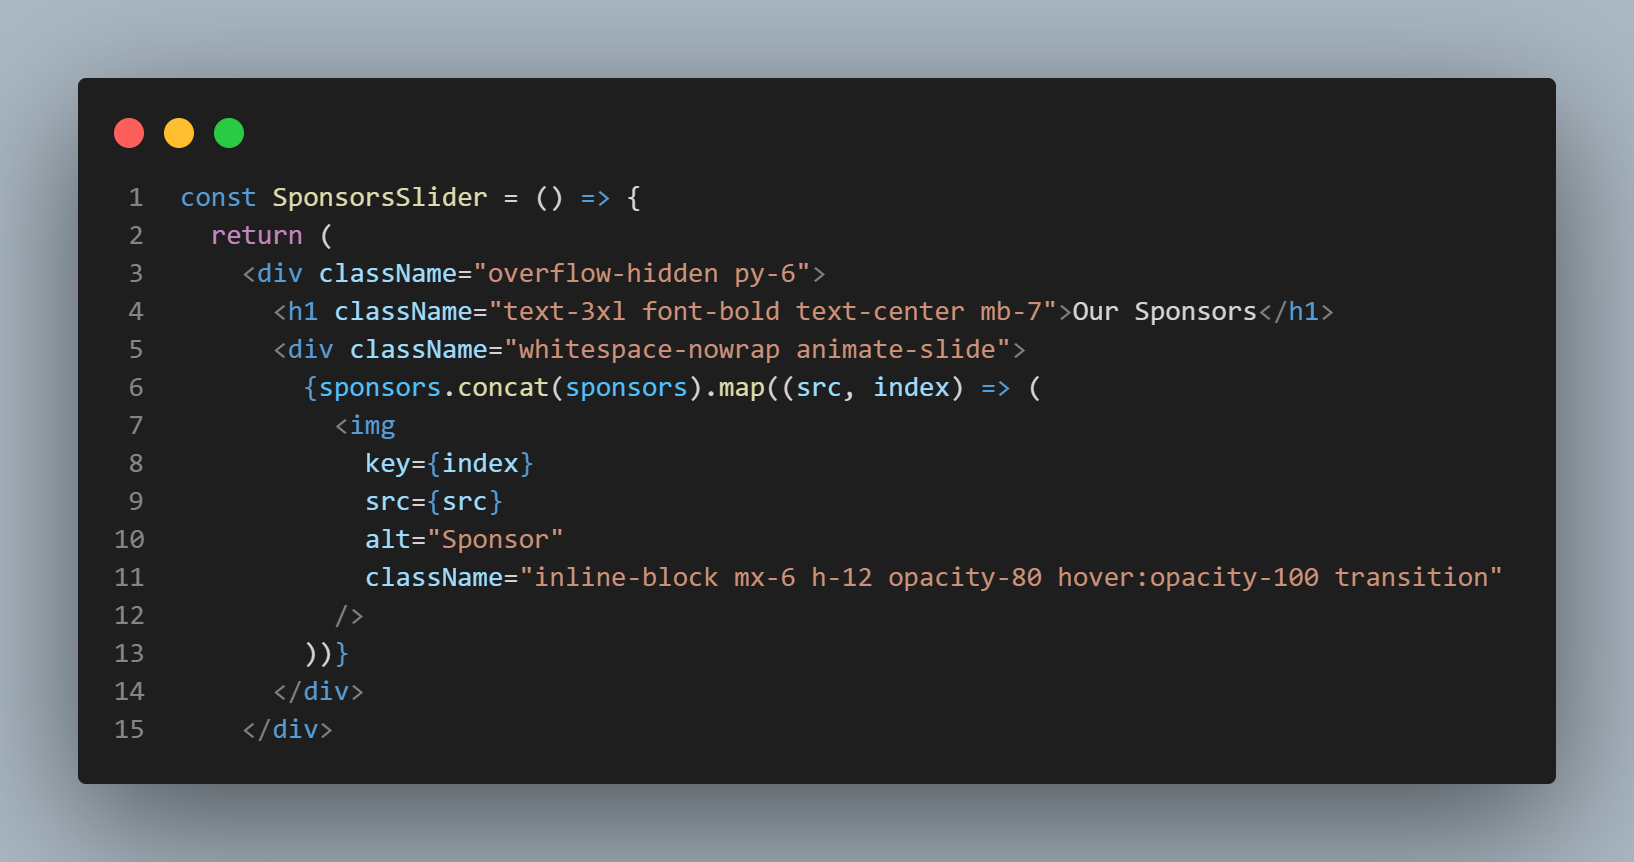 1 const SponsorsSlider = () => {
2   return (
3     <div className="overflow-hidden py-6">
4       <h1 className="text-3xl font-bold text-center mb-7">Our Sponsors</h1>
5       <div className="whitespace-nowrap animate-slide">
6         {sponsors.concat(sponsors).map((src, index) => (
7           <img
8             key={index}
9             src={src}
10             alt="Sponsor"
11             className="inline-block mx-6 h-12 opacity-80 hover:opacity-100 transition"
12           />
13         ))}
14       </div>
15     </div>